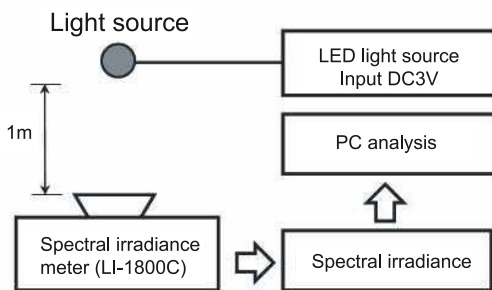 Light source
LED light source
Input DC3V
1m
PC analysis
Spectral irradiance
meter (LI-1800C)
Spectral irradiance